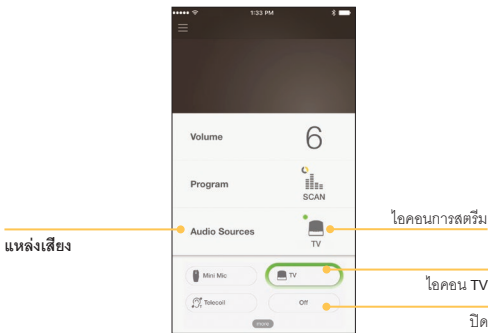 1:33 PM
Volume
6
Program
SCAN
Audio Sources
TV
Mini Mic
TV
Telecoil
Off
more
แหล่งเสียง
ไอคอนการสตรีม
ไอคอน TV
ปิด